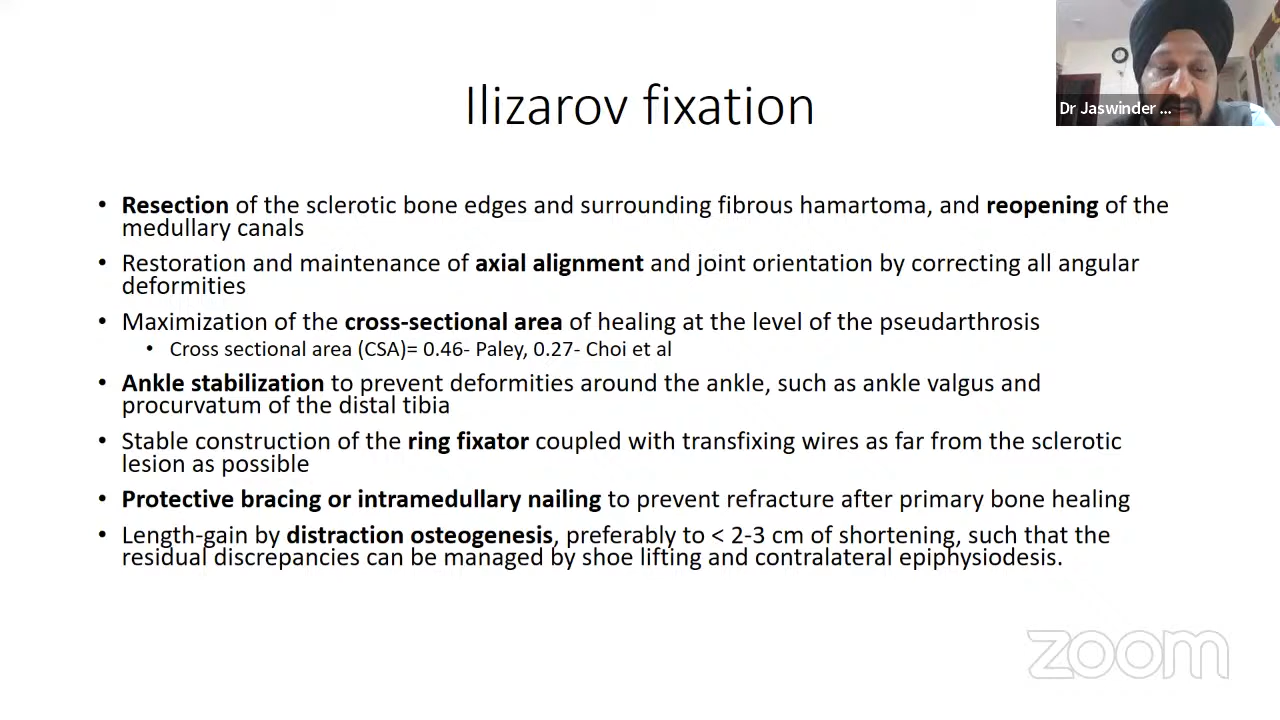 Dr Jaswinder ...
Ilizarov fixation
• Resection of the sclerotic bone edges and surrounding fibrous hamartoma, and reopening of the
medullary canals
• Restoration and maintenance of axial alignment and joint orientation by correcting all angular
deformities
• Maximization of the cross-sectional area of healing at the level of the pseudarthrosis
• Cross sectional area (CSA)= 0.46- Paley, 0.27- Choi et al
• Ankle stabilization to prevent deformities around the ankle, such as ankle valgus and
procurvatum of the distal tibia
• Stable construction of the ring fixator coupled with transfixing wires as far from the sclerotic
lesion as possible
• Protective bracing or intramedullary nailing to prevent refracture after primary bone healing
• Length-gain by distraction osteogenesis, preferably to < 2-3 cm of shortening, such that the
residual discrepancies can be managed by shoe lifting and contralateral epiphysiodesis.
zoom